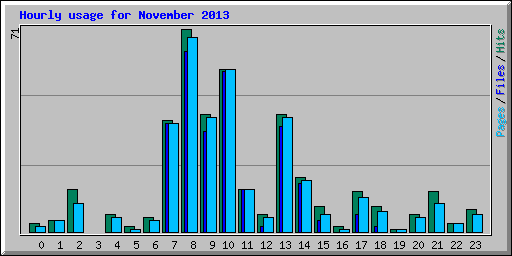 Hourly usage for November 2013
71
Pages / Files / Hits
0 1 2 3 4 5 6 7 8 9 10 11 12 13 14 15 16 17 18 19 20 21 22 23